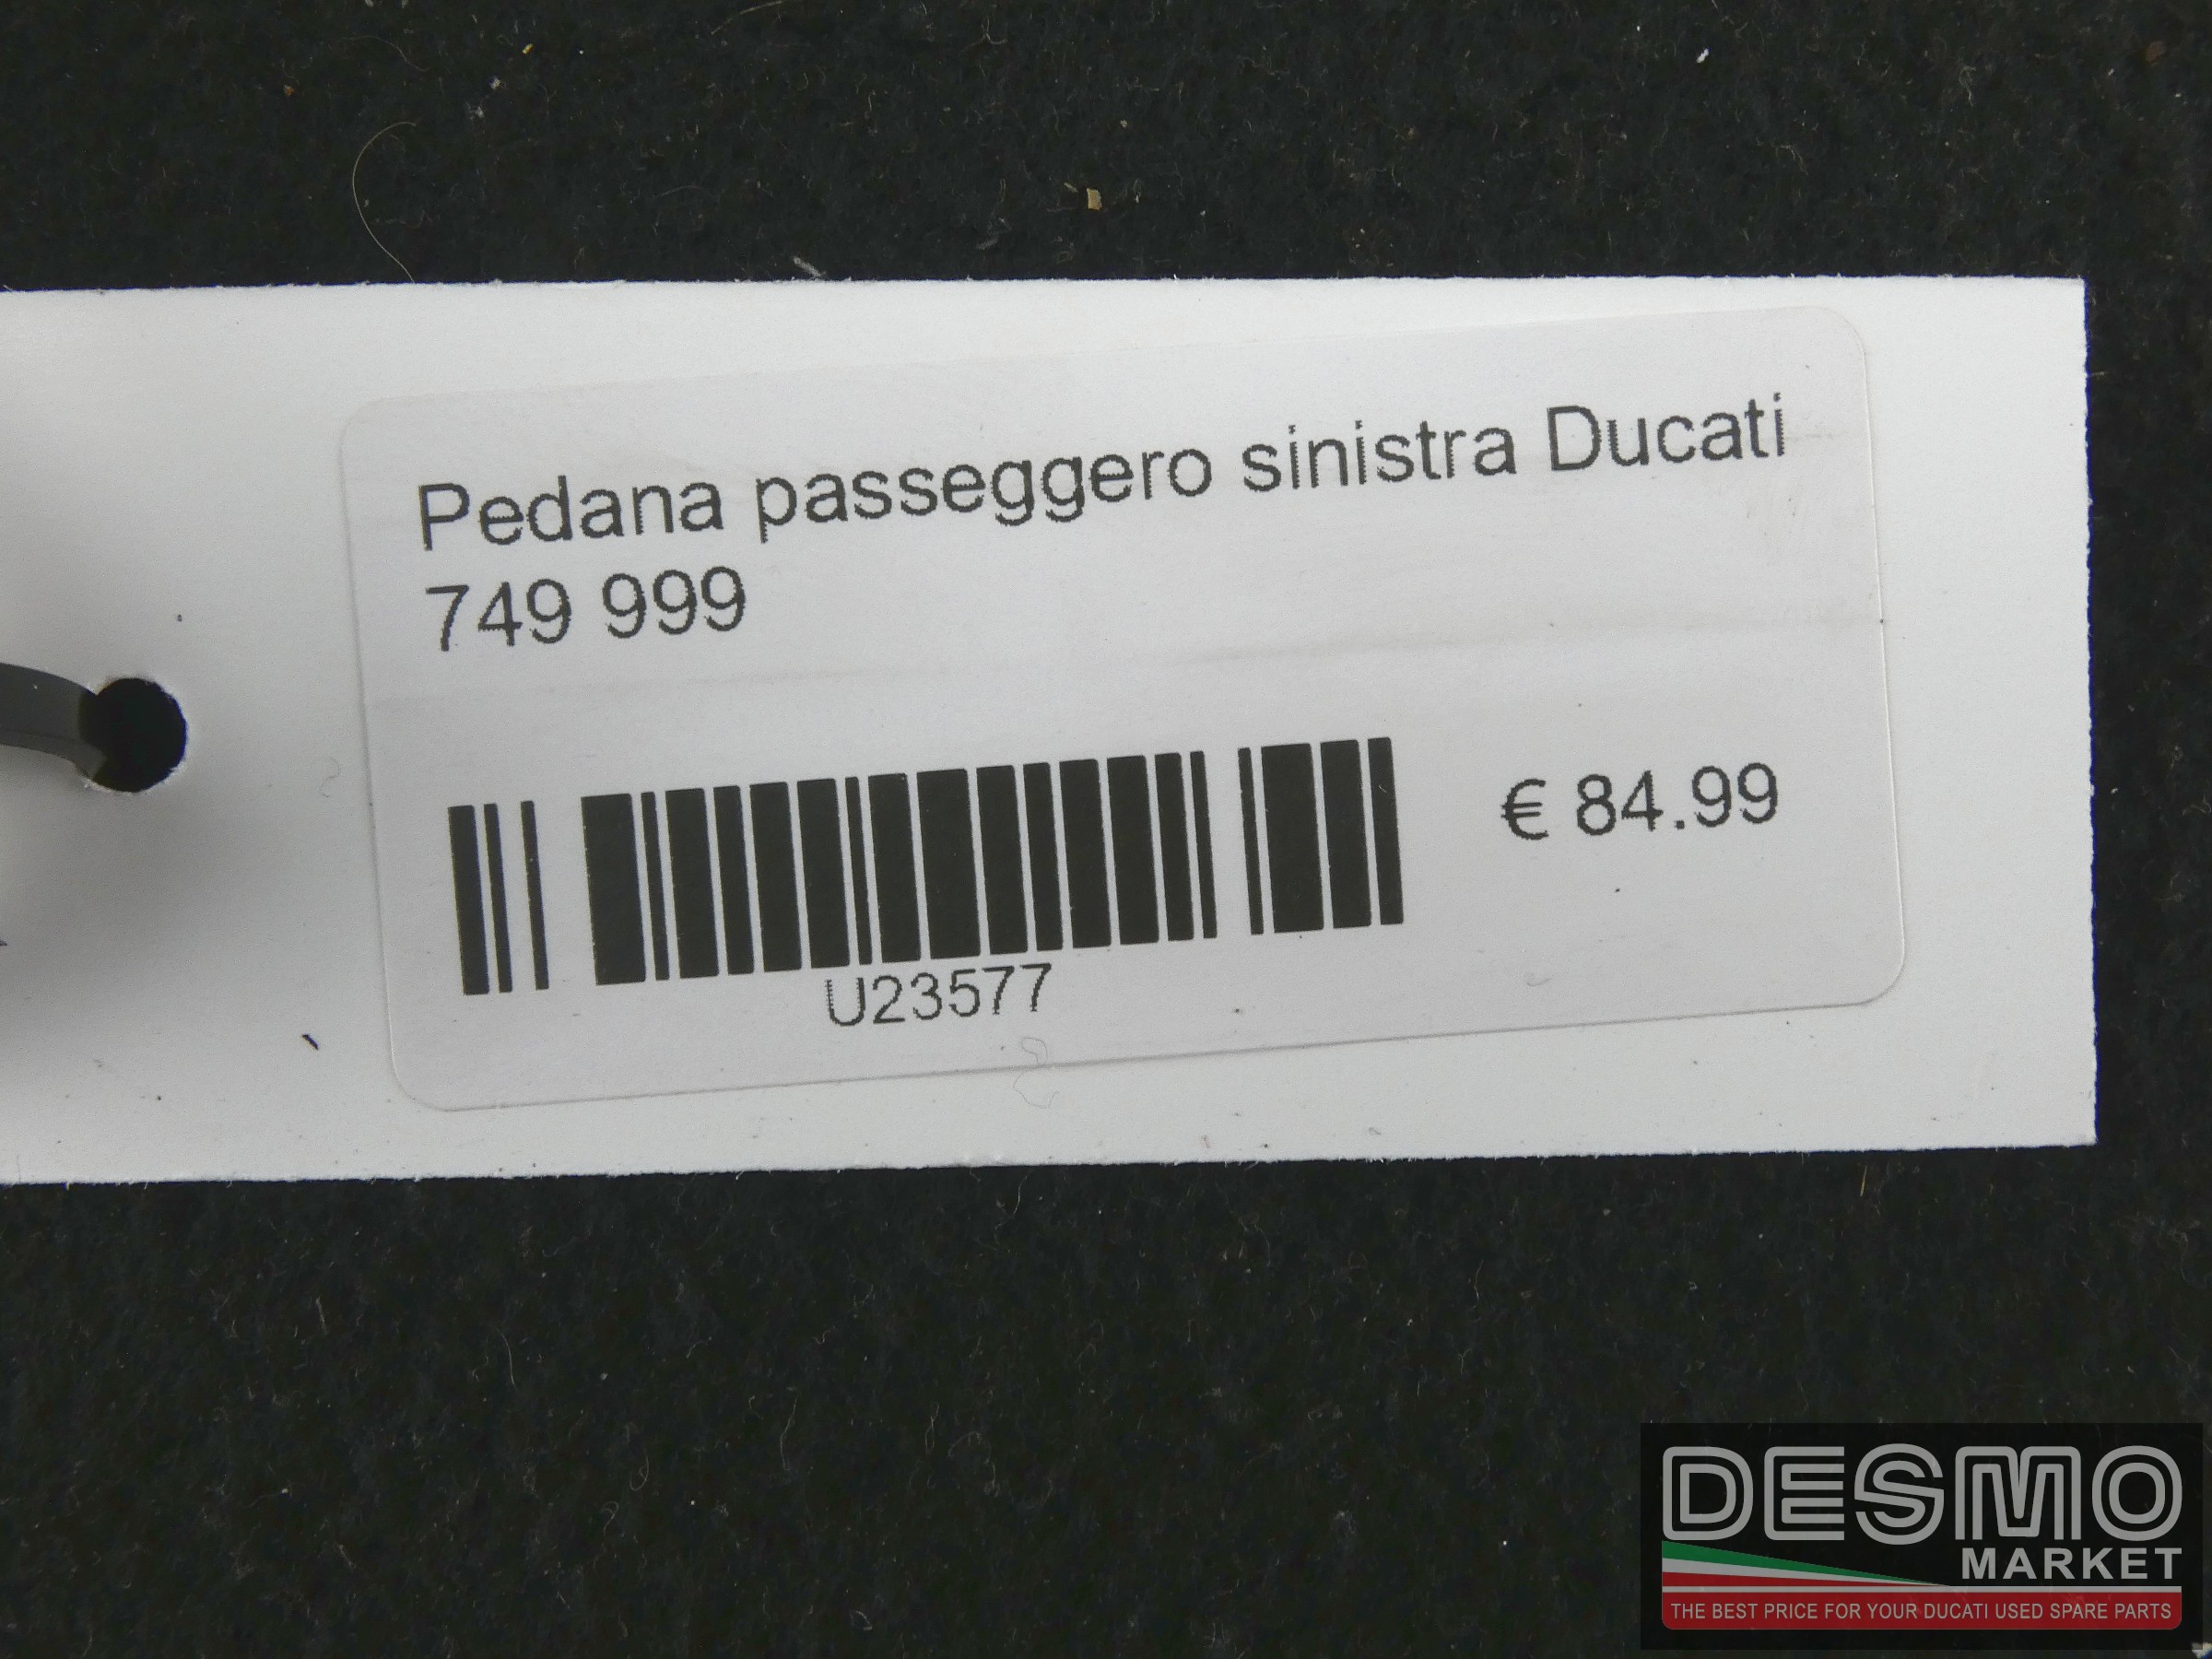 Pedana passeggero sinistra Ducati
749 999
€ 84.99
U23577
DESMO
MARKET
THE BEST PRICE FOR YOUR DUCATI USED SPARE PARTS